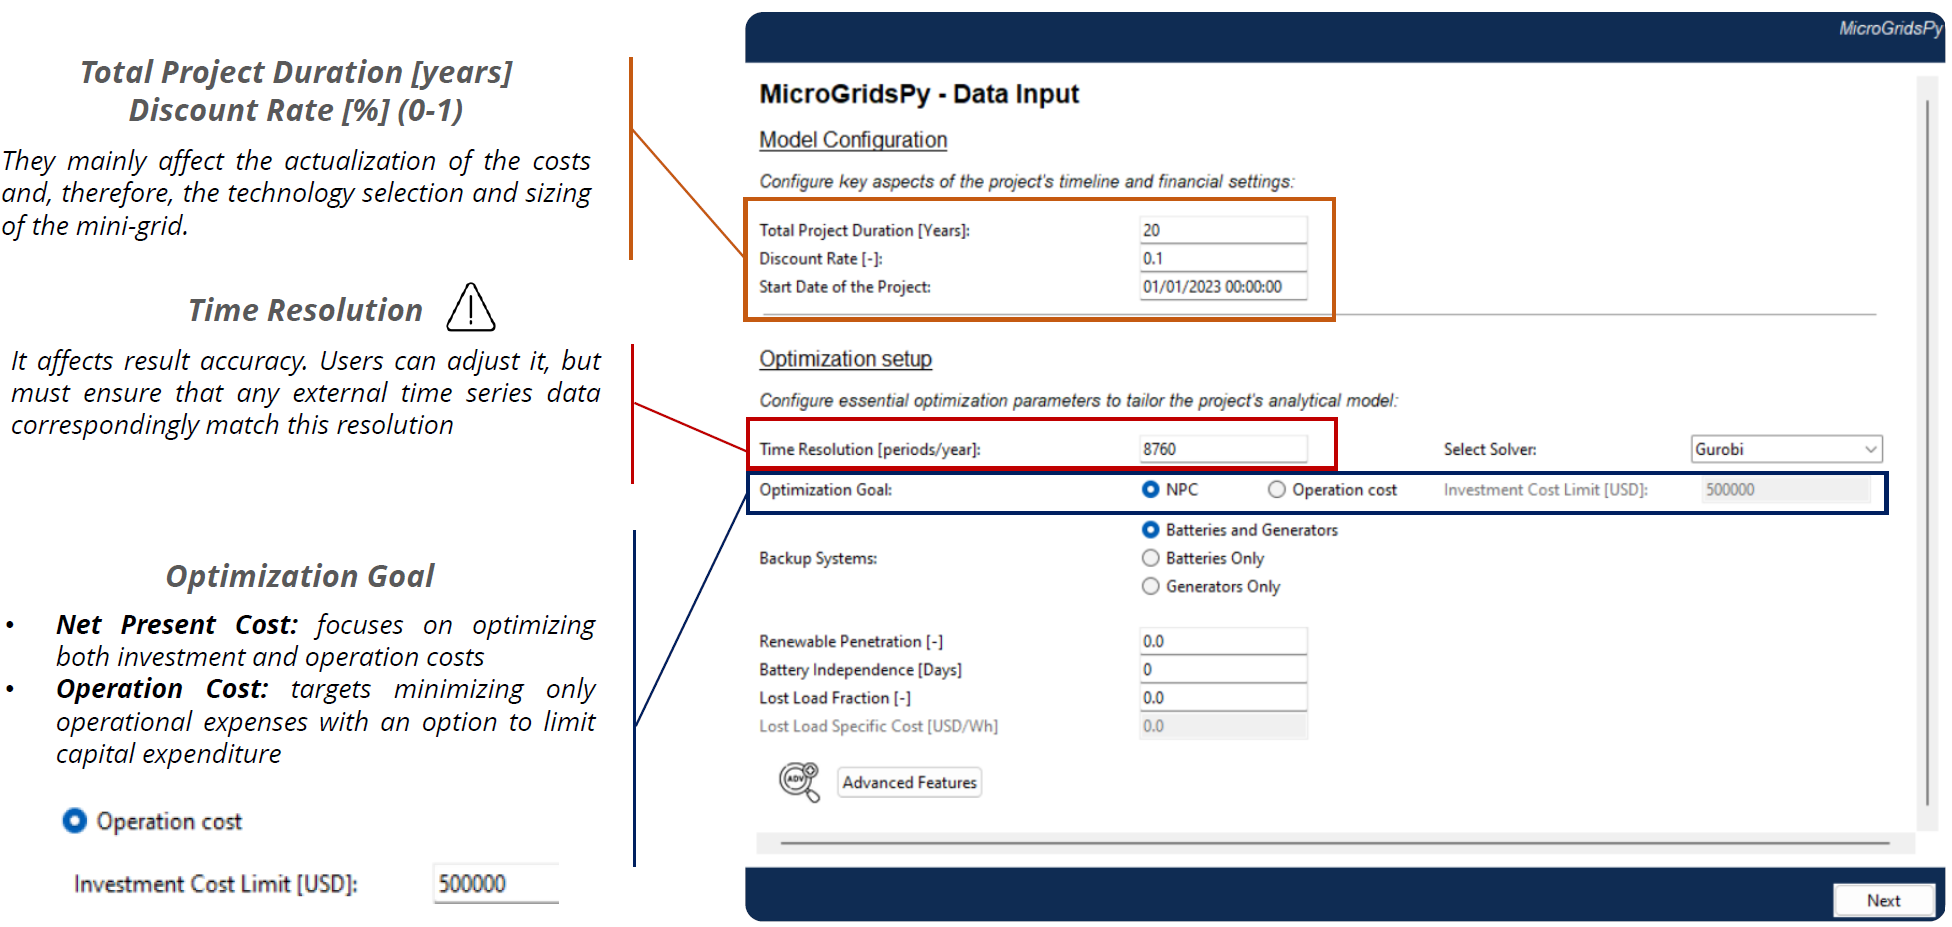 Total Project Duration [years]
Discount Rate [%] (0-1)
They mainly affect the actualization of the costs
and, therefore, the technology selection and sizing
of the mini-grid.
Time Resolution
It affects result accuracy. Users can adjust it, but
must ensure that any external time series data
correspondingly match this resolution
Optimization Goal
• Net Present Cost: focuses on optimizing
both investment and operation costs
• Operation Cost: targets minimizing only
operational expenses with an option to limit
capital expenditure
Operation cost
Investment Cost Limit [USD]: 500000
MicroGridsPy
MicroGridsPy - Data Input
Model Configuration
Configure key aspects of the project's timeline and financial settings:
Total Project Duration [Years]: 20
Discount Rate [-]: 0.1
Start Date of the Project: 01/01/2023 00:00:00
Optimization setup
Configure essential optimization parameters to tailor the project's analytical model:
Time Resolution [periods/year]: 8760 Select Solver: Gurobi
Optimization Goal: NPC Operation cost Investment Cost Limit [USD]: 500000
Batteries and Generators
Backup Systems: Batteries Only
Generators Only
Renewable Penetration [-] 0.0
Battery Independence [Days] 0
Lost Load Fraction [-] 0.0
Lost Load Specific Cost [USD/Wh] 0.0
ADV Advanced Features
Next